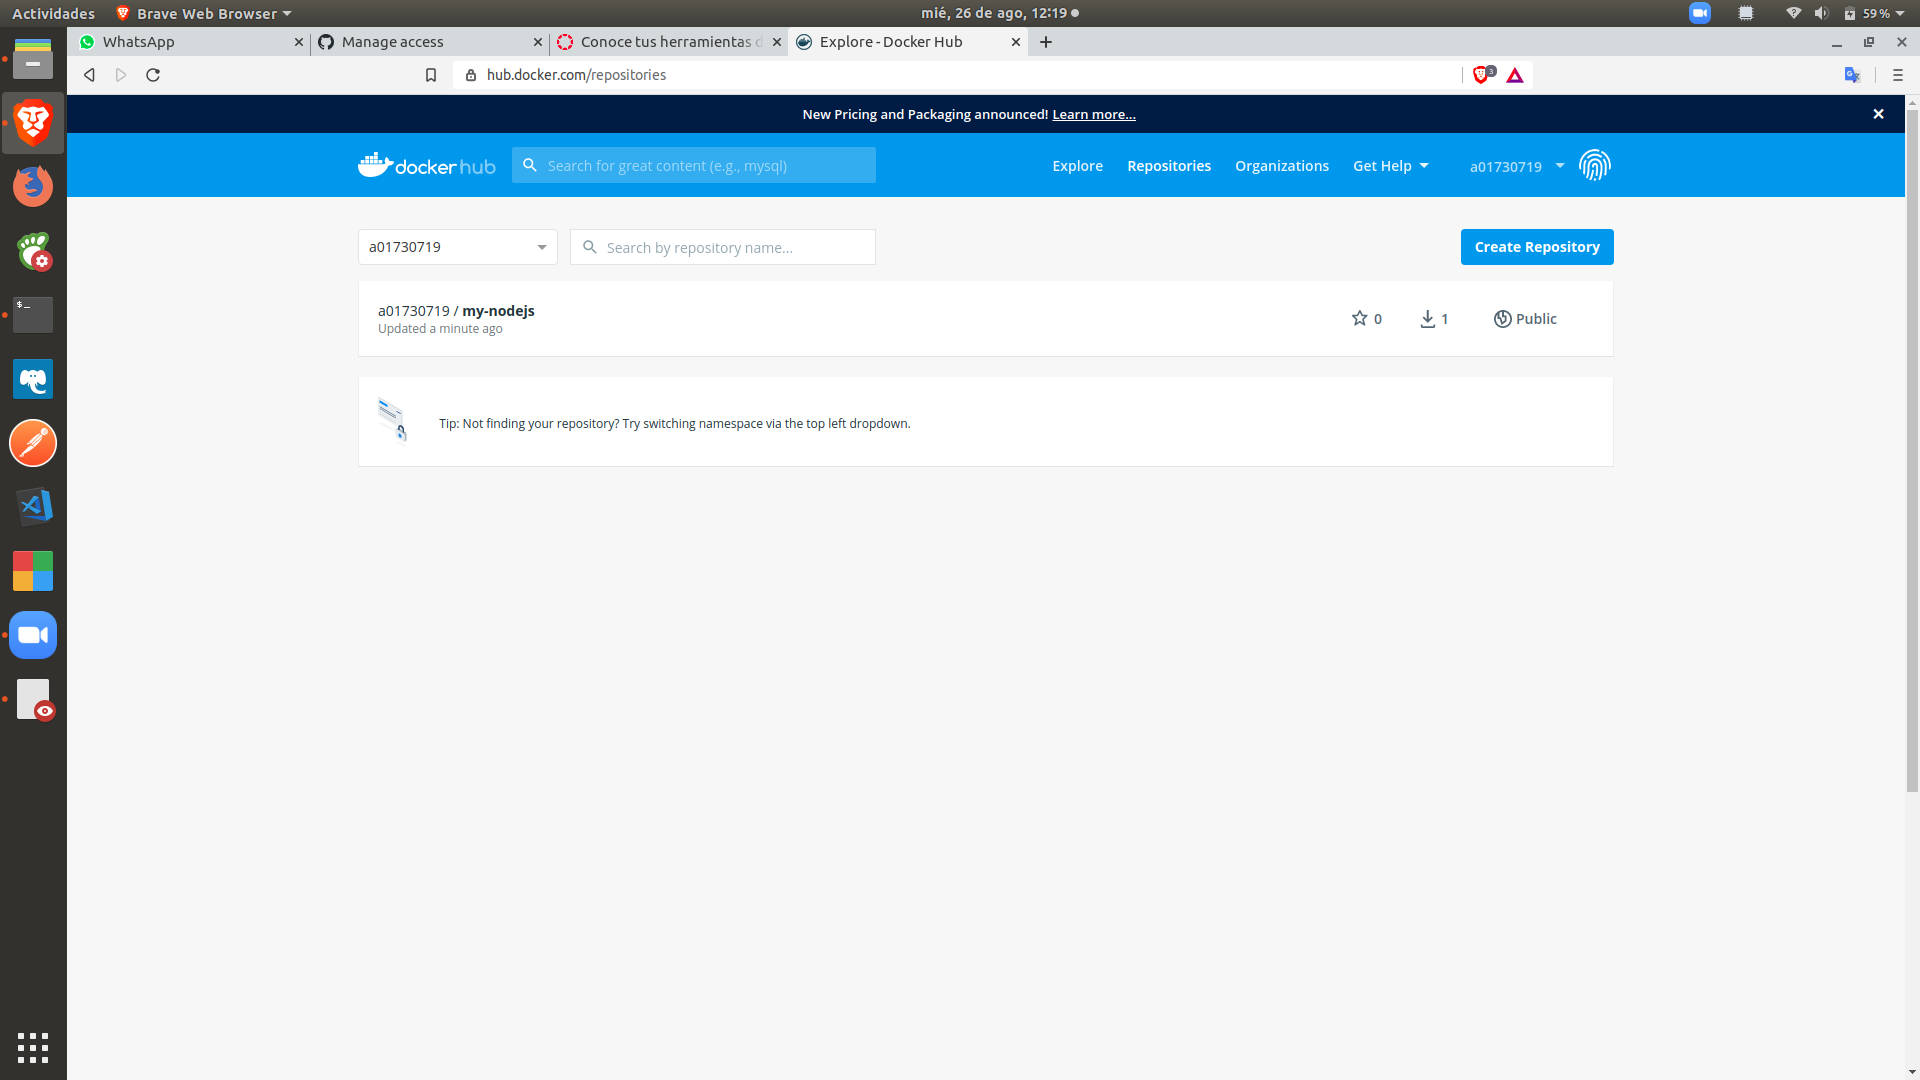 Actividades
Brave Web Browser
mié, 26 de ago, 12:19
59 %
WhatsApp
Manage access
Conoce tus herramientas
Explore - Docker Hub
hub.docker.com/repositories
3
New Pricing and Packaging announced! Learn more...
dockerhub
Search for great content (e.g., mysql)
Explore
Repositories
Organizations
Get Help
a01730719
a01730719
Search by repository name...
Create Repository
a01730719 / my-nodejs
Updated a minute ago
0
1
Public
Tip: Not finding your repository? Try switching namespace via the top left dropdown.